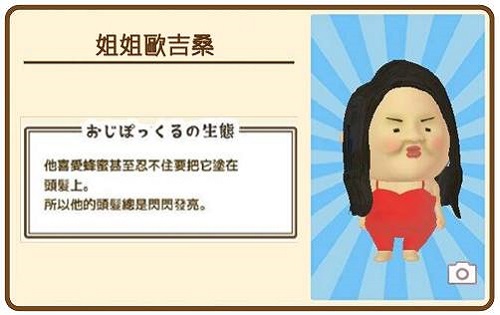 姐姐歐吉桑
おじぽっくるの生態
他喜愛蜂蜜甚至忍不住要把它塗在
頭髮上。
所以他的頭髮總是閃閃發亮。